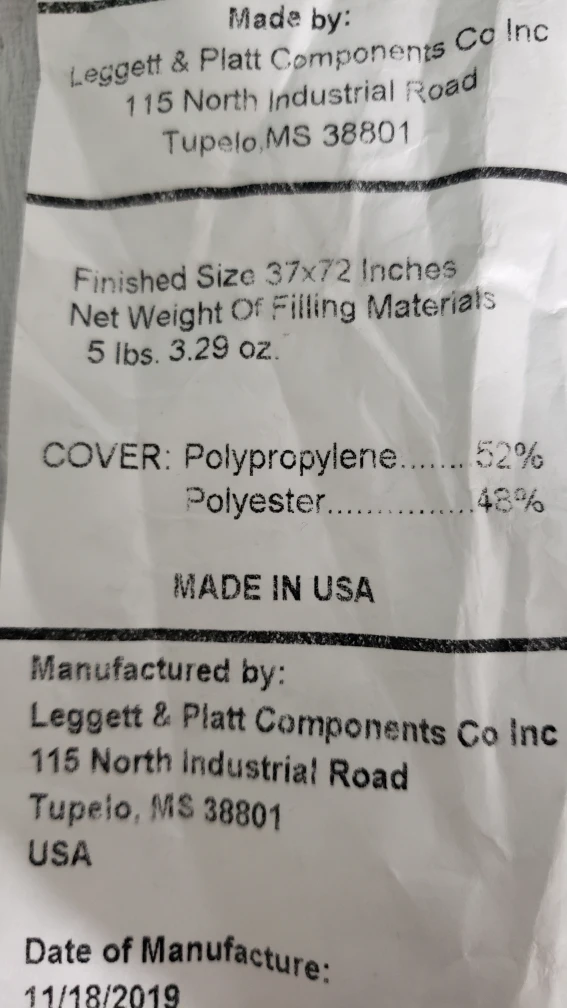 Made by:
Leggett & Platt Components Co Inc
115 North Industrial Road
Tupelo, MS 38801
Finished Size 37x72 Inches
Net Weight Of Filling Materials
5 lbs. 3.29 oz.
COVER: Polypropylene.......52%
Polyester...............48%
MADE IN USA
Manufactured by:
Leggett & Platt Components Co Inc
115 North Industrial Road
Tupelo, MS 38801
USA
Date of Manufacture:
11/18/2019